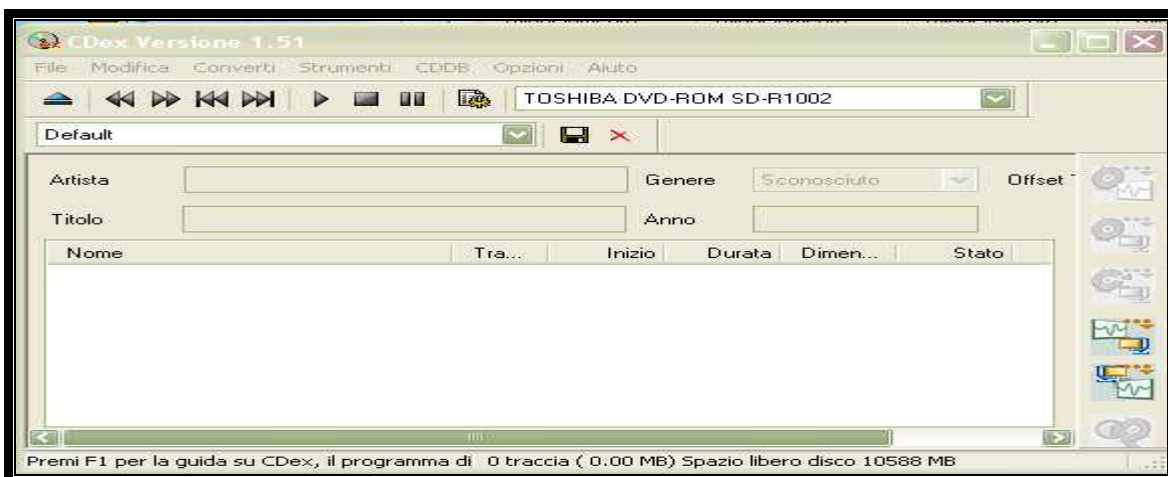 CDex Versione 1.51
File Modifica Converti Strumenti CDDB Opzioni Aiuto
TOSHIBA DVD-ROM SD-R1002
Default
Artista Genere Sconosciuto Offset
Titolo Anno
Nome Tra... Inizio Durata Dimen... Stato
Premi F1 per la guida su CDex, il programma di 0 traccia ( 0.00 MB) Spazio libero disco 10588 MB